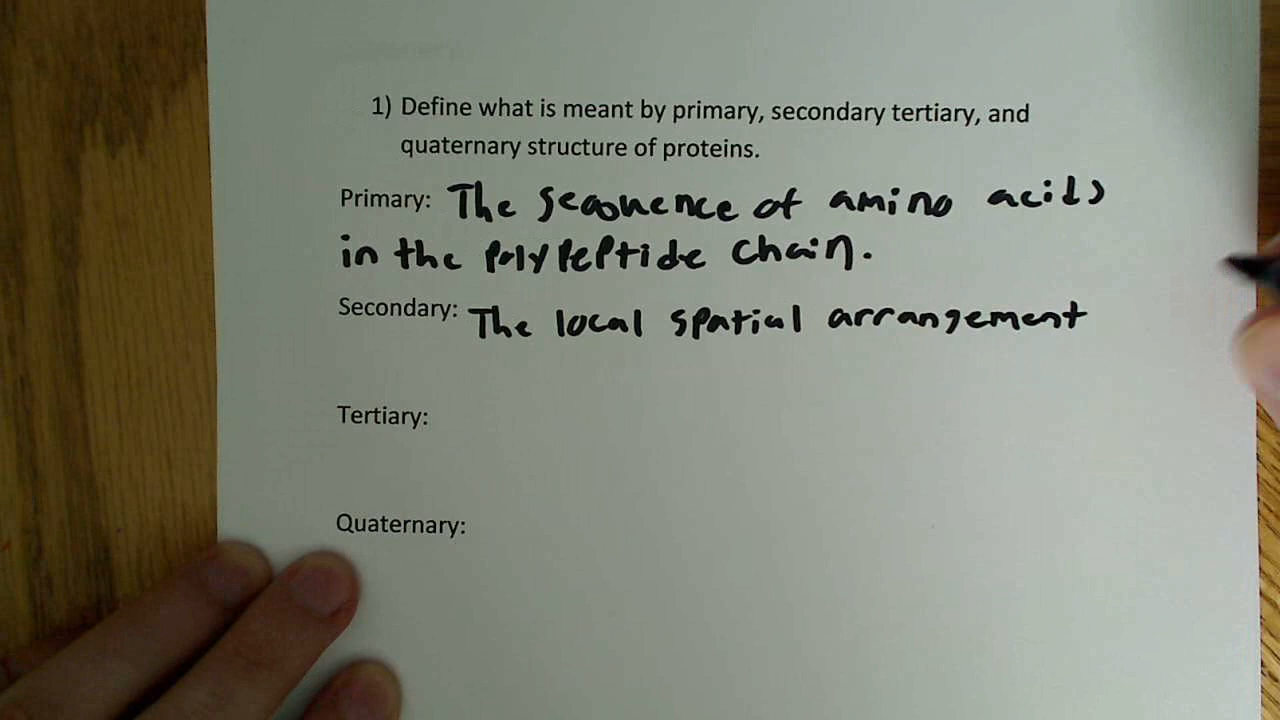 1) Define what is meant by primary, secondary tertiary, and
quaternary structure of proteins.
Primary: The sequence of amino acids
in the polypeptide chain.
Secondary: The local spatial arrangement
Tertiary:
Quaternary: